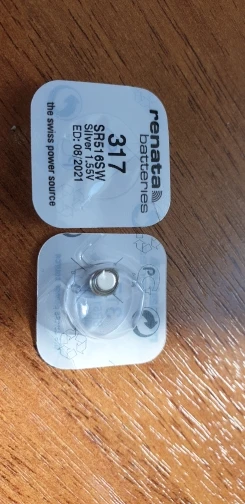 renata
batteries
317
SR516SW
Silver 1.55V
ED: 08/2021
the swiss power source